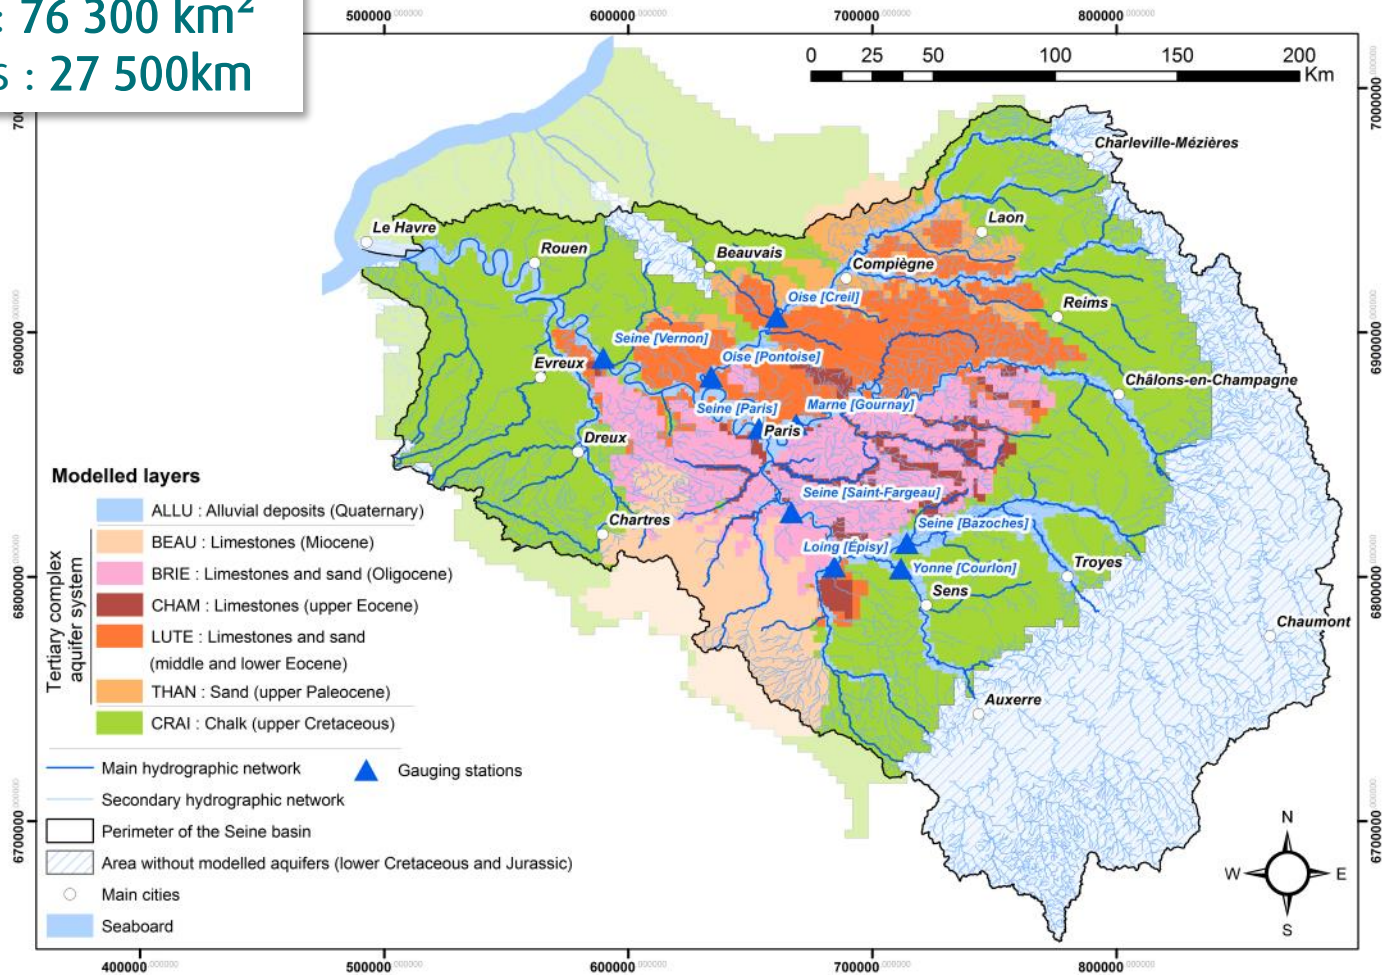 : 76 300 km²
s : 27 500km
500000 600000 700000 800000
0 25 50 100 150 200
Km
7000000
6900000
6800000
6700000
7000000
6900000
6800000
6700000
Charleville-Mézières
Le Havre
Rouen
Beauvais
Laon
Compiègne
Oise [Creil]
Reims
Seine [Vernon]
Oise [Pontoise]
Evreux
Châlons-en-Champagne
Seine [Paris]
Marne [Gournay]
Paris
Dreux
Seine [Saint-Fargeau]
Chartres
Seine [Bazoches]
Loing [Épisy]
Yonne [Courlon]
Troyes
Sens
Chaumont
Auxerre
Modelled layers
ALLU : Alluvial deposits (Quaternary)
Tertiary complex
aquifer system
BEAU : Limestones (Miocene)
BRIE : Limestones and sand (Oligocene)
CHAM : Limestones (upper Eocene)
LUTE : Limestones and sand
(middle and lower Eocene)
THAN : Sand (upper Paleocene)
CRAI : Chalk (upper Cretaceous)
Main hydrographic network
Gauging stations
Secondary hydrographic network
Perimeter of the Seine basin
Area without modelled aquifers (lower Cretaceous and Jurassic)
Main cities
Seaboard
N
W E
S
400000 500000 600000 700000 800000